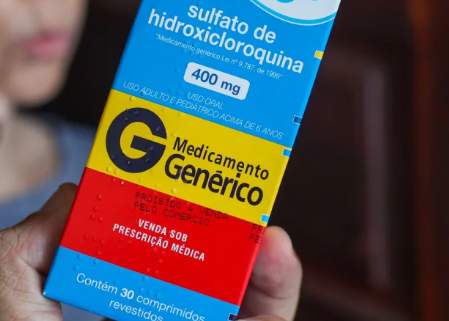 sulfato de
hidroxicloroquina
"Medicamento genérico Lei nº 9.787, de 1999"
400 mg
USO ORAL
USO ADULTO E PEDIÁTRICO ACIMA DE 6 ANOS
G Medicamento
Genérico
PROIBIDO A VENDA
PELO COMERCIO
VENDA SOB
PRESCRIÇÃO MÉDICA
Contém 30 comprimidos
revestidos